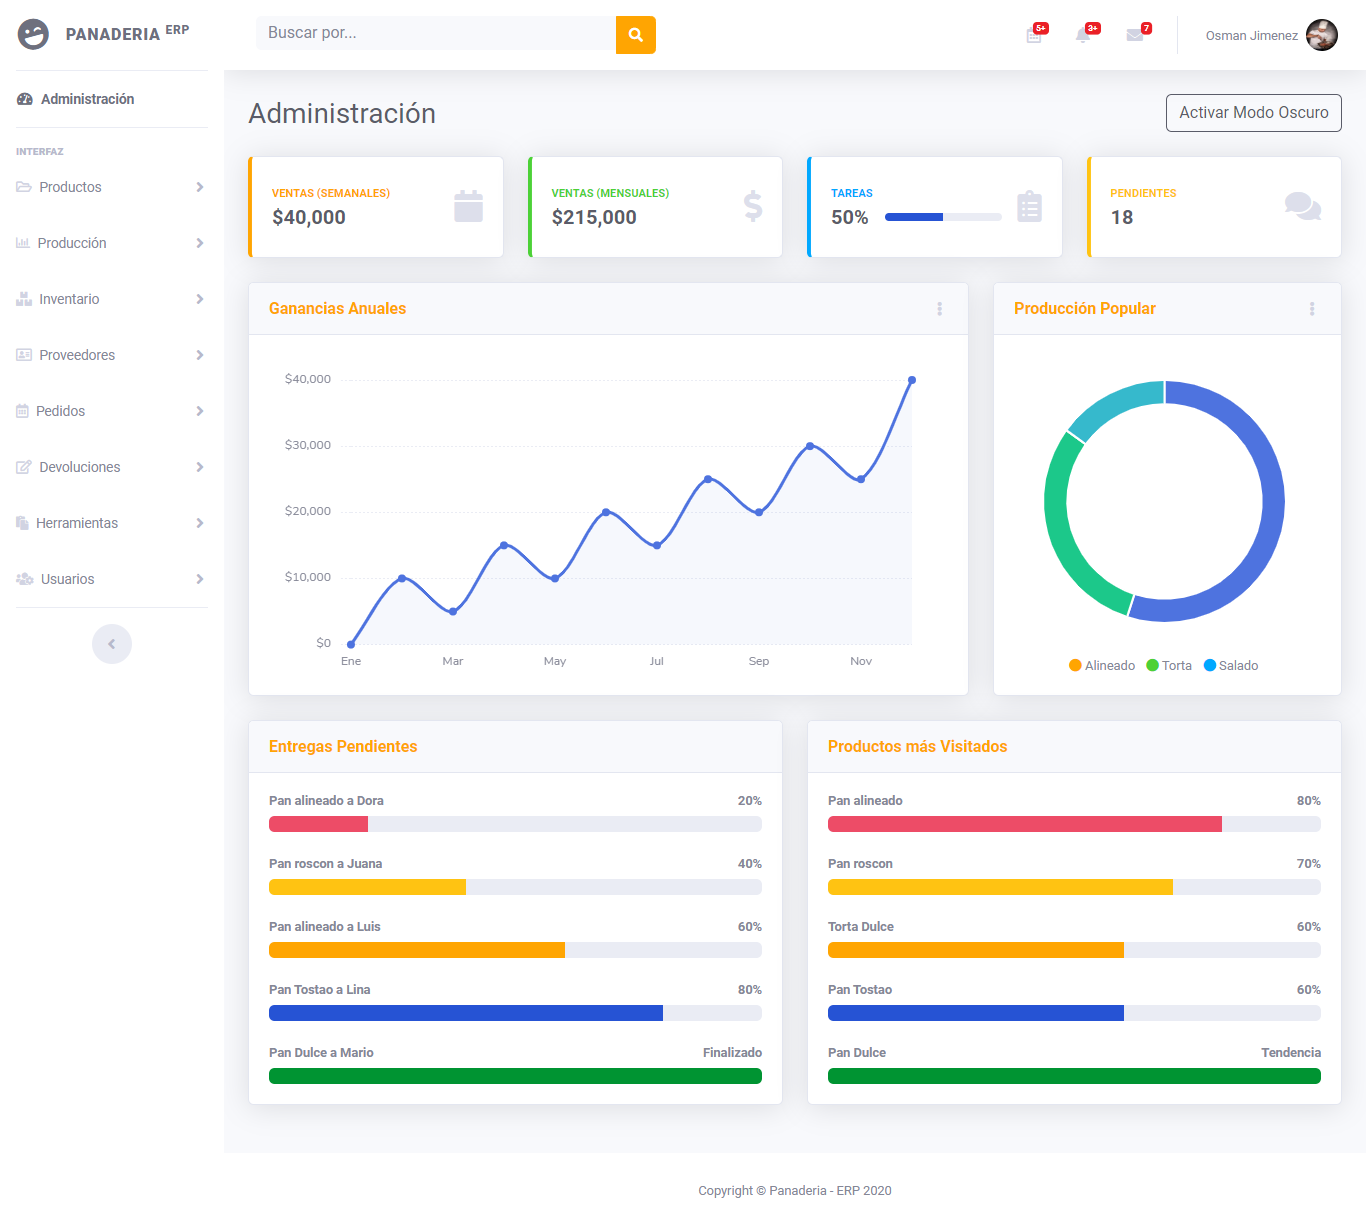 PANADERIA ERP
Buscar por...
5+
3+
7
Osman Jimenez
Administración
INTERFAZ
Productos
Producción
Inventario
Proveedores
Pedidos
Devoluciones
Herramientas
Usuarios
Administración
Activar Modo Oscuro
VENTAS (SEMANALES)
$40,000
VENTAS (MENSUALES)
$215,000
TAREAS
50%
PENDIENTES
18
Ganancias Anuales
$40,000
$30,000
$20,000
$10,000
$0
Ene Mar May Jul Sep Nov
Producción Popular
Alineado Torta Salado
Entregas Pendientes
Pan alineado a Dora 20%
Pan roscon a Juana 40%
Pan alineado a Luis 60%
Pan Tostao a Lina 80%
Pan Dulce a Mario Finalizado
Productos más Visitados
Pan alineado 80%
Pan roscon 70%
Torta Dulce 60%
Pan Tostao 60%
Pan Dulce Tendencia
Copyright © Panaderia - ERP 2020